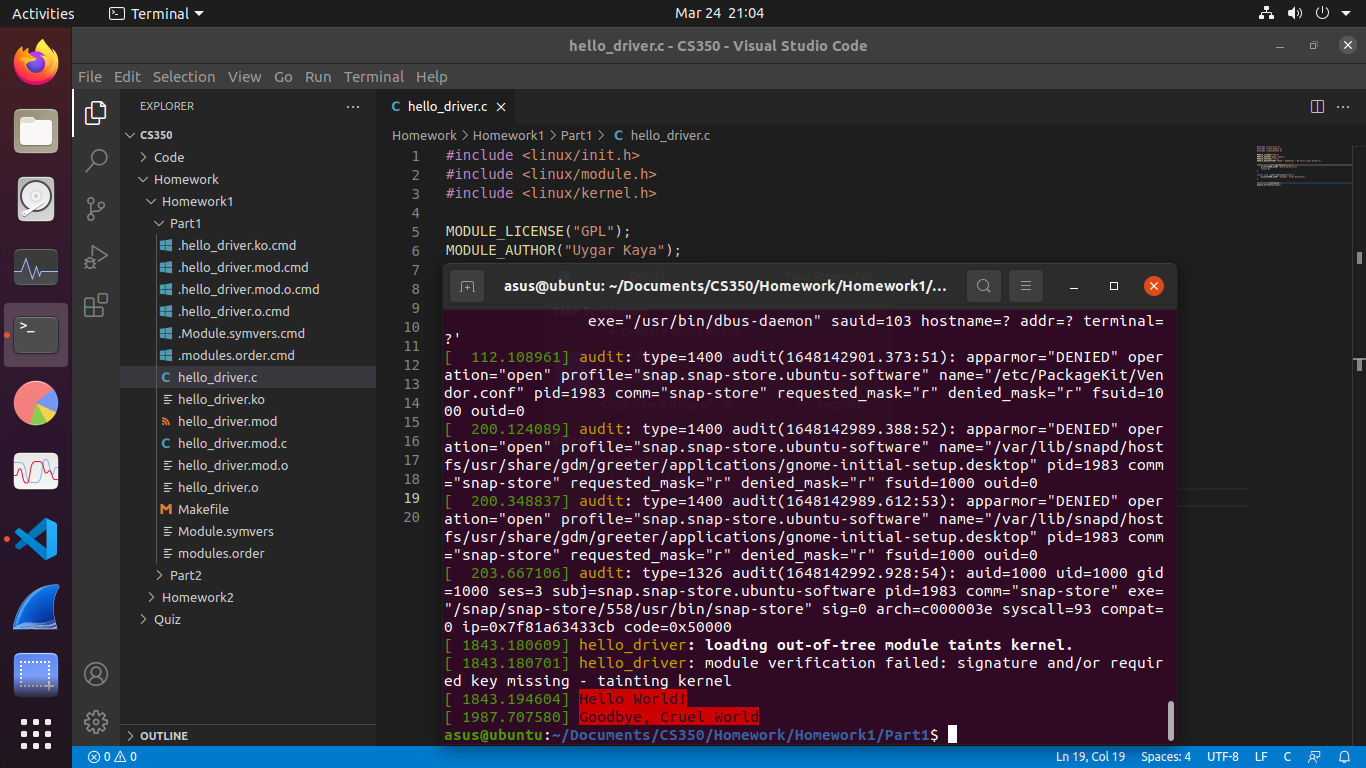 Activities
Terminal
Mar 24 21:04
hello_driver.c - CS350 - Visual Studio Code
File Edit Selection View Go Run Terminal Help
EXPLORER
CS350
Code
Homework
Homework1
Part1
.hello_driver.ko.cmd
.hello_driver.mod.cmd
.hello_driver.mod.o.cmd
.hello_driver.o.cmd
.Module.symvers.cmd
.modules.order.cmd
hello_driver.c
hello_driver.ko
hello_driver.mod
hello_driver.mod.c
hello_driver.mod.o
hello_driver.o
Makefile
Module.symvers
modules.order
Part2
Homework2
Quiz
OUTLINE
hello_driver.c
Homework > Homework1 > Part1 > hello_driver.c
1 #include <linux/init.h>
2 #include <linux/module.h>
3 #include <linux/kernel.h>
4
5 MODULE_LICENSE("GPL");
6 MODULE_AUTHOR("Uygar Kaya");
7
8
9
10
11
12
13
14
15
16
17
18
19
20
asus@ubuntu: ~/Documents/CS350/Homework/Homework1/...
exe="/usr/bin/dbus-daemon" sauid=103 hostname=? addr=? terminal=
?'
[  112.108961] audit: type=1400 audit(1648142901.373:51): apparmor="DENIED" oper
ation="open" profile="snap.snap-store.ubuntu-software" name="/etc/PackageKit/Ven
dor.conf" pid=1983 comm="snap-store" requested_mask="r" denied_mask="r" fsuid=10
00 ouid=0
[  200.124089] audit: type=1400 audit(1648142989.388:52): apparmor="DENIED" oper
ation="open" profile="snap.snap-store.ubuntu-software" name="/var/lib/snapd/host
fs/usr/share/gdm/greeter/applications/gnome-initial-setup.desktop" pid=1983 comm
="snap-store" requested_mask="r" denied_mask="r" fsuid=1000 ouid=0
[  200.348837] audit: type=1400 audit(1648142989.612:53): apparmor="DENIED" oper
ation="open" profile="snap.snap-store.ubuntu-software" name="/var/lib/snapd/host
fs/usr/share/gdm/greeter/applications/gnome-initial-setup.desktop" pid=1983 comm
="snap-store" requested_mask="r" denied_mask="r" fsuid=1000 ouid=0
[  203.667106] audit: type=1326 audit(1648142992.928:54): auid=1000 uid=1000 gid
=1000 ses=3 subj=snap.snap-store.ubuntu-software pid=1983 comm="snap-store" exe=
"/snap/snap-store/558/usr/bin/snap-store" sig=0 arch=c000003e syscall=93 compat=
0 ip=0x7f81a63433cb code=0x50000
[ 1843.180609] hello_driver: loading out-of-tree module taints kernel.
[ 1843.180701] hello_driver: module verification failed: signature and/or requir
ed key missing - tainting kernel
[ 1843.194604] Hello World!
[ 1987.707580] Goodbye, Cruel World
asus@ubuntu:~/Documents/CS350/Homework/Homework1/Part1$
0 0
Ln 19, Col 19 Spaces: 4 UTF-8 LF C